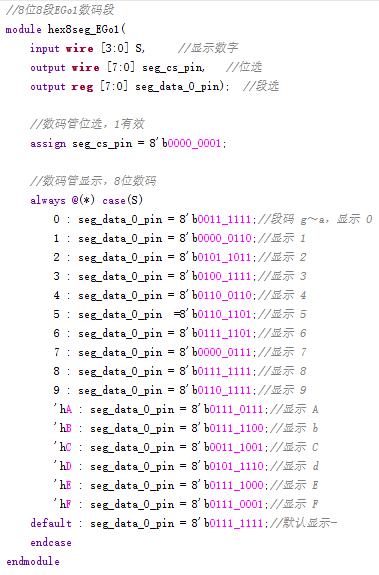 //8位8段EGo1数码段
module hex8seg_EGo1(
input wire [3:0] S, //显示数字
output wire [7:0] seg_cs_pin, //位选
output reg [7:0] seg_data_0_pin); //段选
//数码管位选，1有效
assign seg_cs_pin = 8'b0000_0001;
//数码管显示，8位数码
always @(*) case(S)
0 : seg_data_0_pin = 8'b0011_1111;//段码 g～a，显示 0
1 : seg_data_0_pin = 8'b0000_0110;//显示 1
2 : seg_data_0_pin = 8'b0101_1011;//显示 2
3 : seg_data_0_pin = 8'b0100_1111;//显示 3
4 : seg_data_0_pin = 8'b0110_0110;//显示 4
5 : seg_data_0_pin =8'b0110_1101;//显示 5
6 : seg_data_0_pin = 8'b0111_1101;//显示 6
7 : seg_data_0_pin = 8'b0000_0111;//显示 7
8 : seg_data_0_pin = 8'b0111_1111;//显示 8
9 : seg_data_0_pin = 8'b0110_1111;//显示 9
'hA : seg_data_0_pin = 8'b0111_0111;//显示 A
'hB : seg_data_0_pin = 8'b0111_1100;//显示 b
'hC : seg_data_0_pin = 8'b0011_1001;//显示 C
'hD : seg_data_0_pin = 8'b0101_1110;//显示 d
'hE : seg_data_0_pin = 8'b0111_1000;//显示 E
'hF : seg_data_0_pin = 8'b0111_0001;//显示 F
default : seg_data_0_pin = 8'b0111_1111;//默认显示-
endcase
endmodule